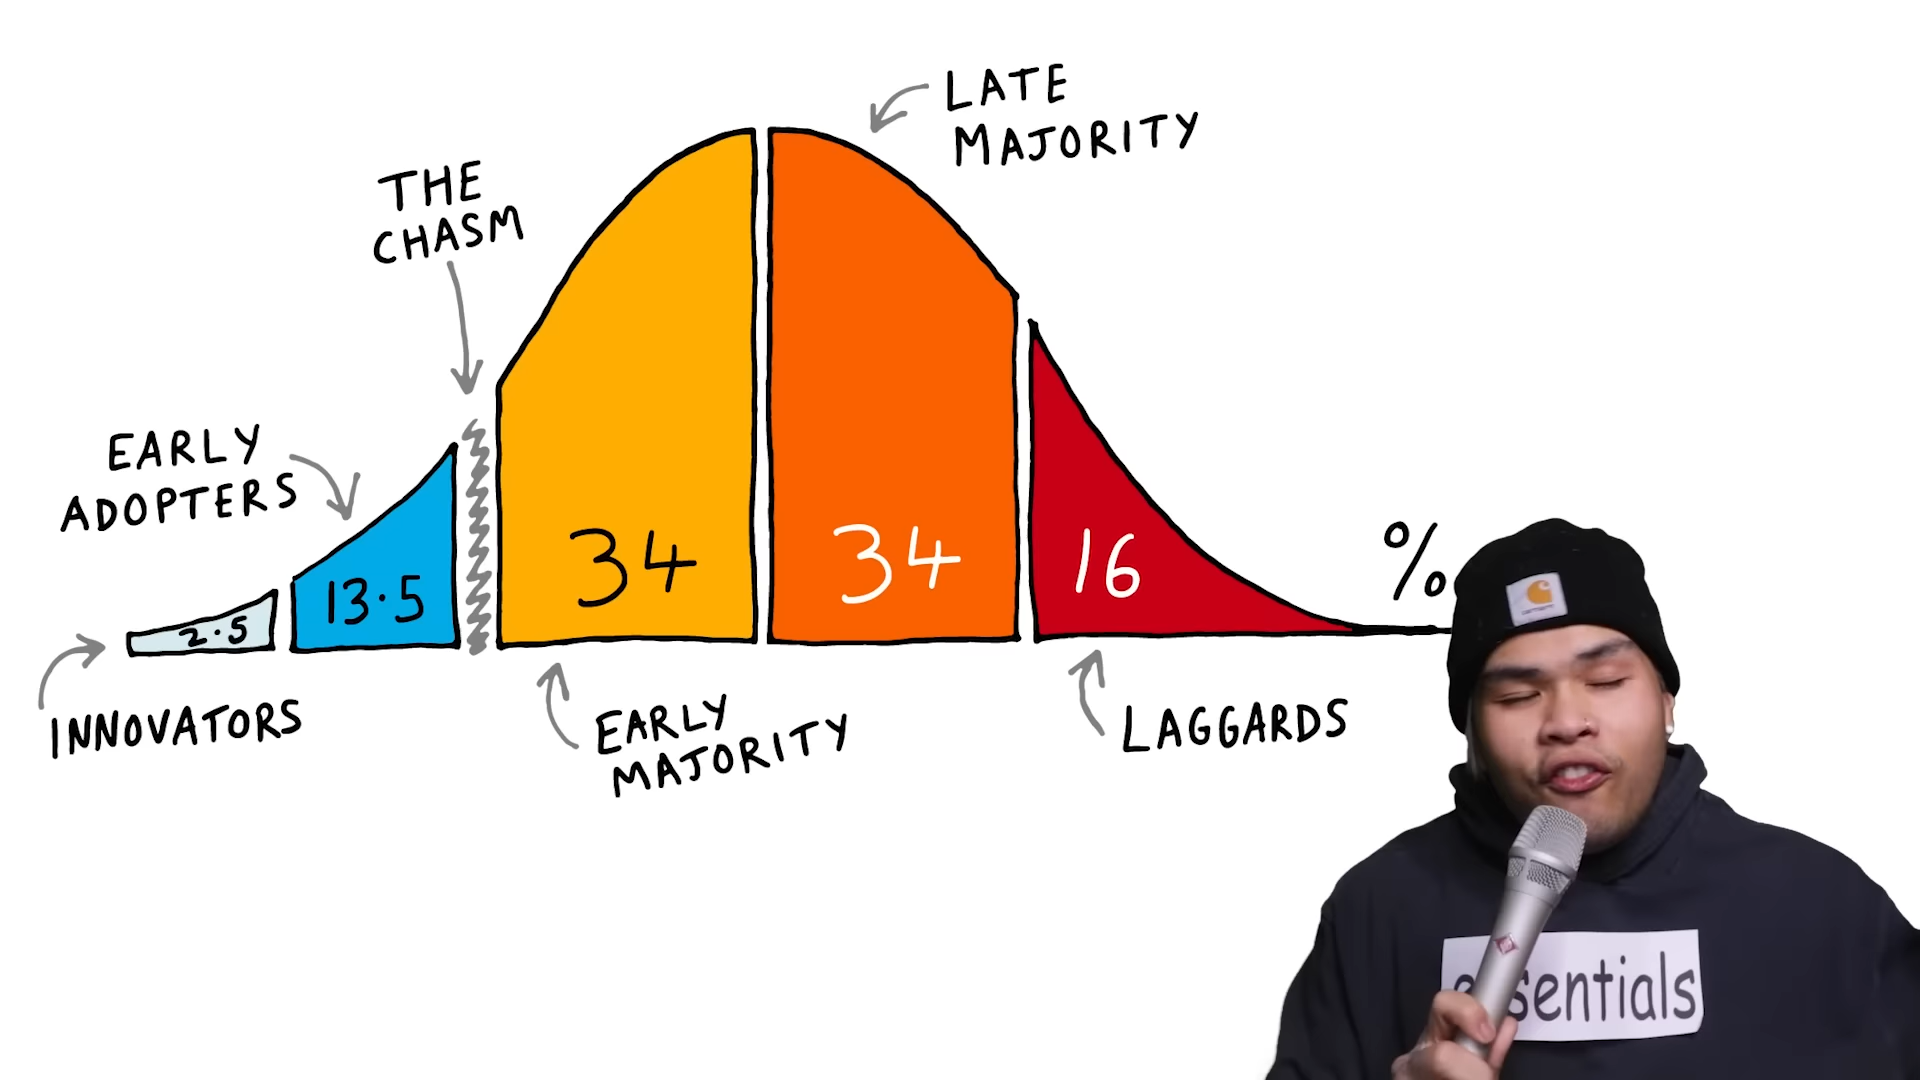 LATE
MAJORITY
THE
CHASM
EARLY
ADOPTERS
2.5
13.5
34
34
16
%
INNOVATORS
EARLY
MAJORITY
LAGGARDS
sentials